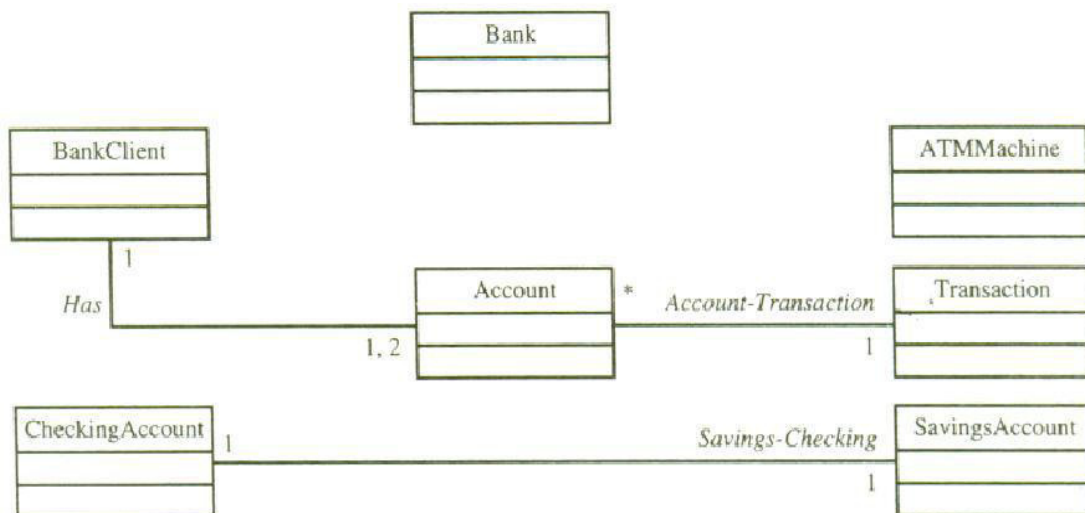 Bank
BankClient
ATMMachine
1
Has
Account
*
Account-Transaction
Transaction
1, 2
1
CheckingAccount
1
Savings-Checking
SavingsAccount
1